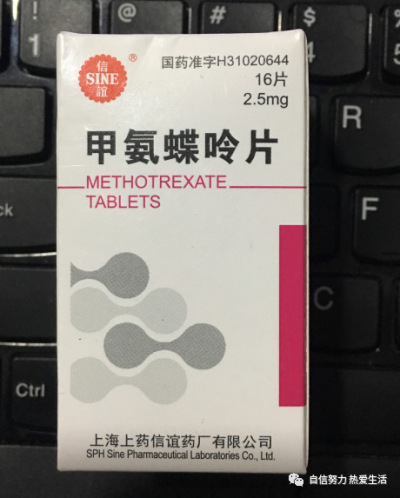 信
SINE
誼
®
国药准字H31020644
16片
2.5mg
甲氨蝶呤片
METHOTREXATE
TABLETS
上海上药信谊药厂有限公司
SPH Sine Pharmaceutical Laboratories Co., Ltd.
@
#
$
R
F
C
ck
Ctrl
自信努力 热爱生活